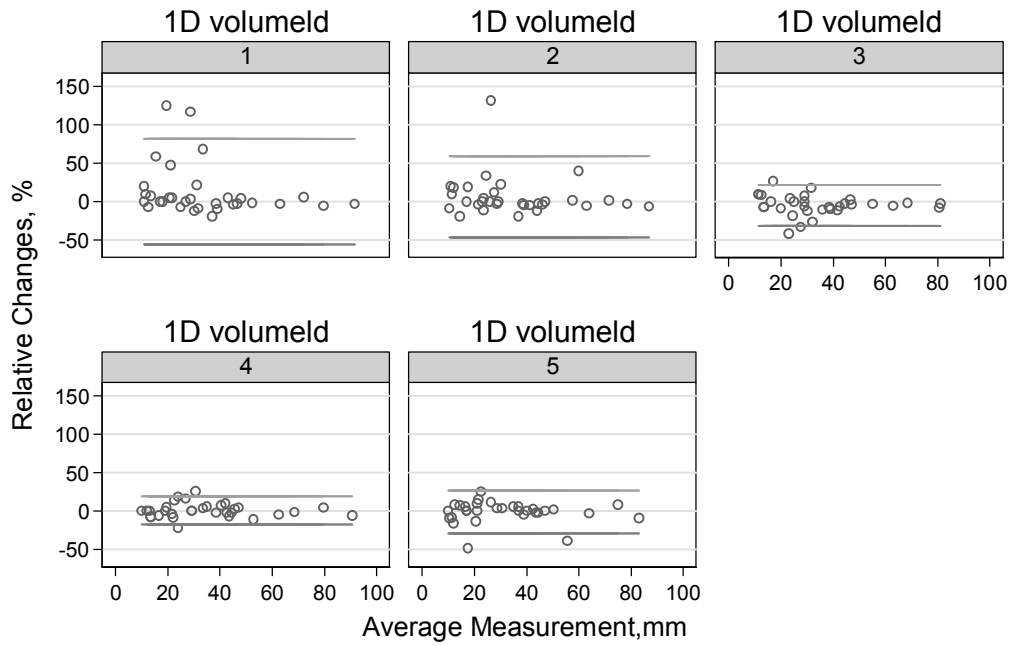 1D volumeld 1D volumeld 1D volumeld
1 2 3
150
100
50
0
-50
0 20 40 60 80 100
1D volumeld 1D volumeld
4 5
150
100
50
0
-50
0 20 40 60 80 100 0 20 40 60 80 100
Relative Changes, %
Average Measurement,mm